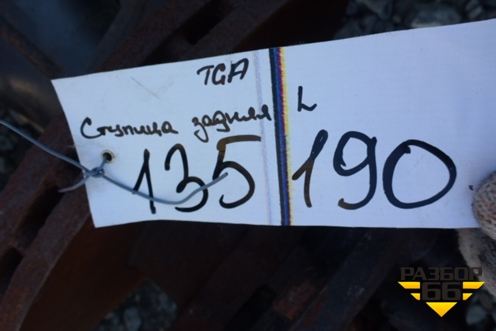 TGA
Ступица задняя L
135 190
РАЗБОР
66